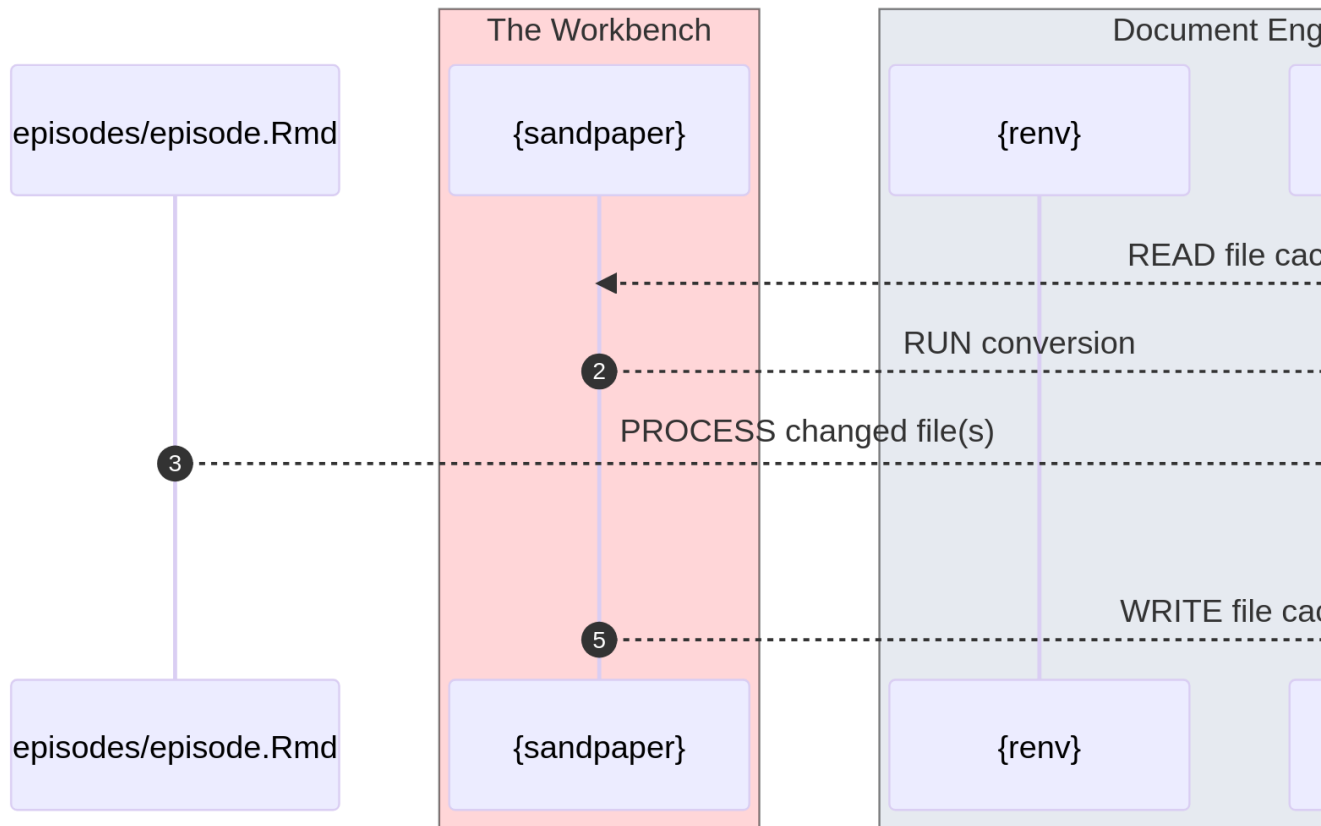 The Workbench
Document Eng
episodes/episode.Rmd
{sandpaper}
{renv}
READ file cac
RUN conversion
2
PROCESS changed file(s)
3
WRITE file cac
5
episodes/episode.Rmd
{sandpaper}
{renv}